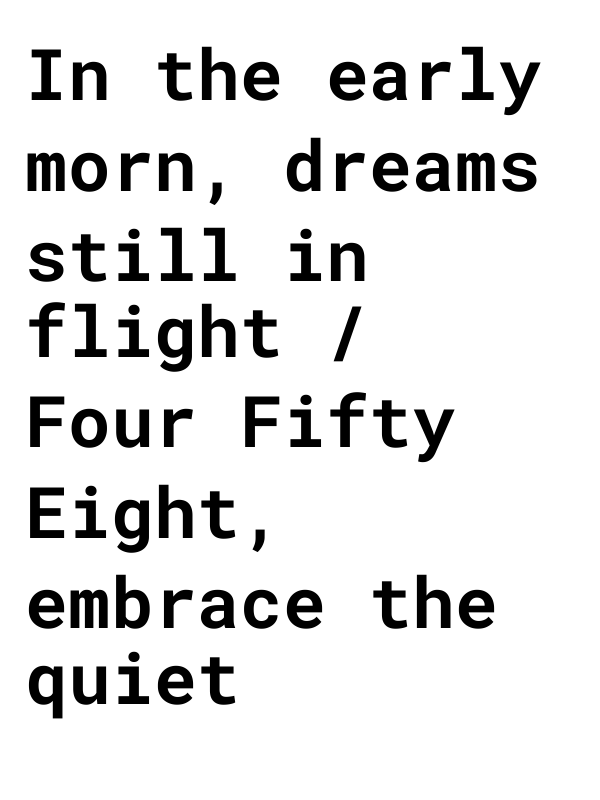 In the early
morn, dreams
still in
flight /
Four Fifty
Eight,
embrace the
quiet